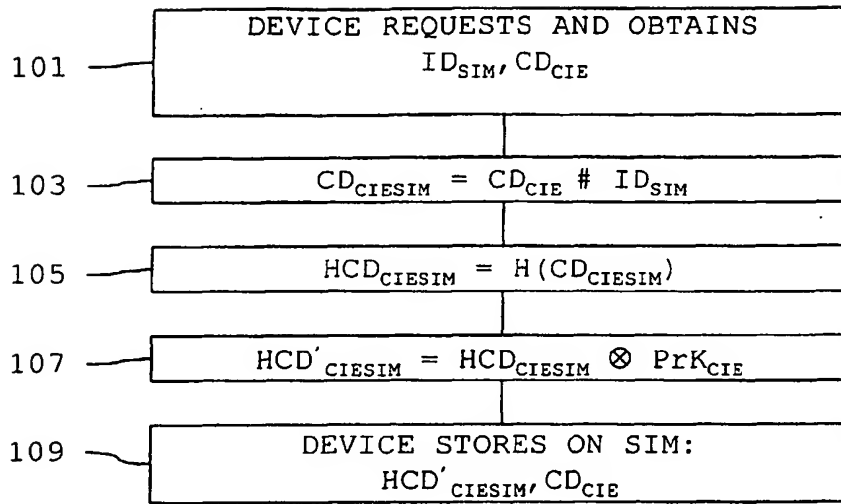 DEVICE REQUESTS AND OBTAINS
101 ID_SIM, CD_CIE
103 CD_CIESIM = CD_CIE # ID_SIM
105 HCD_CIESIM = H(CD_CIESIM)
107 HCD'_CIESIM = HCD_CIESIM ⊗ PrK_CIE
109 DEVICE STORES ON SIM:
HCD'_CIESIM, CD_CIE